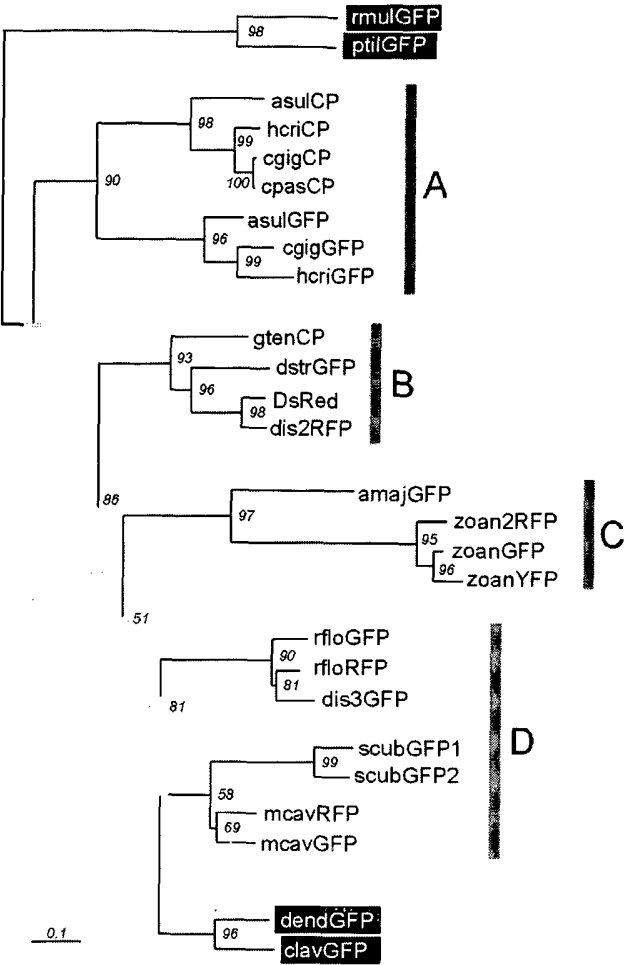 rmulGFP
98
ptilGFP
asulCP
98
hcriCP
99
cgigCP
100
cpasCP
90
A
asulGFP
96
cgigGFP
99
hcriGFP
gtenCP
93
dstrGFP
96
DsRed
98
dis2RFP
B
86
amajGFP
97
zoan2RFP
95
zoanGFP
96
zoanYFP
C
51
rfloGFP
90
rfloRFP
81
dis3GFP
81
D
scubGFP1
99
scubGFP2
58
mcavRFP
69
mcavGFP
dendGFP
96
clavGFP
0.1